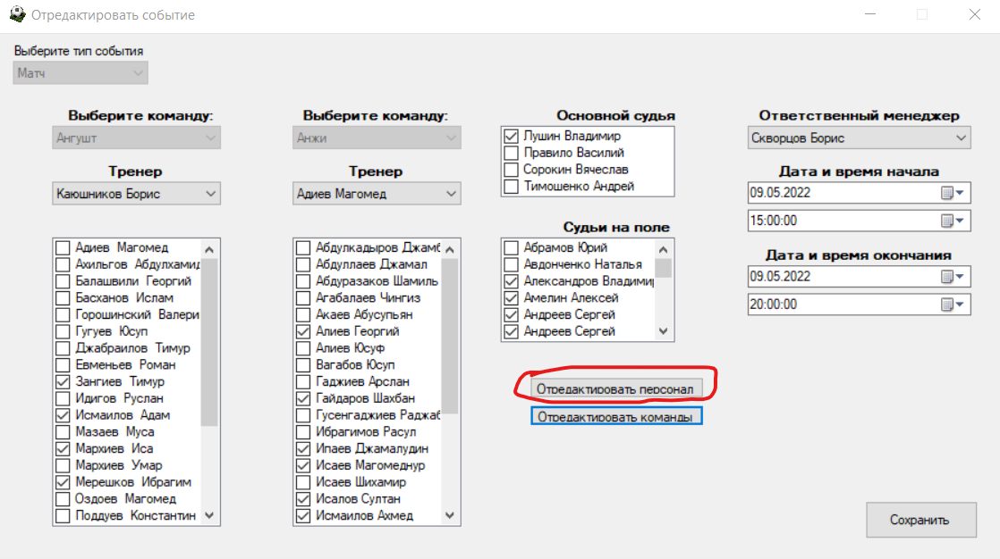 Отредактировать событие
Выберите тип события
Матч
Выберите команду:
Ангушт
Тренер
Каюшников Борис
Адиев Магомед
Ахильгов Абдулхамид
Балашвили Георгий
Басханов Ислам
Горошинский Валери
Гугуев Юсуп
Джабраилов Тимур
Евменьев Роман
Зангиев Тимур
Идигов Руслан
Исмаилов Адам
Мазаев Муса
Мархиев Иса
Мархиев Умар
Мерешков Ибрагим
Оздоев Магомед
Поддуев Константин
Выберите команду:
Анжи
Тренер
Адиев Магомед
Абдулкадыров Джамб
Абдуллаев Джамал
Абдуразаков Шамиль
Агабалаев Чингиз
Акаев Абусупьян
Алиев Георгий
Алиев Юсуф
Вагабов Юсуп
Гаджиев Арслан
Гайдаров Шахбан
Гусенгаджиев Раджаб
Ибрагимов Расул
Ипаев Джамалудин
Исаев Магомеднур
Исаев Шихамир
Исалов Султан
Исмаилов Ахмед
Основной судья
Лушин Владимир
Правило Василий
Сорокин Вячеслав
Тимошенко Андрей
Судьи на поле
Абрамов Юрий
Авдонченко Наталья
Александров Владимир
Амелин Алексей
Андреев Сергей
Андреев Сергей
Отредактировать персонал
Отредактировать команды
Ответственный менеджер
Скворцов Борис
Дата и время начала
09.05.2022
15:00:00
Дата и время окончания
09.05.2022
20:00:00
Сохранить